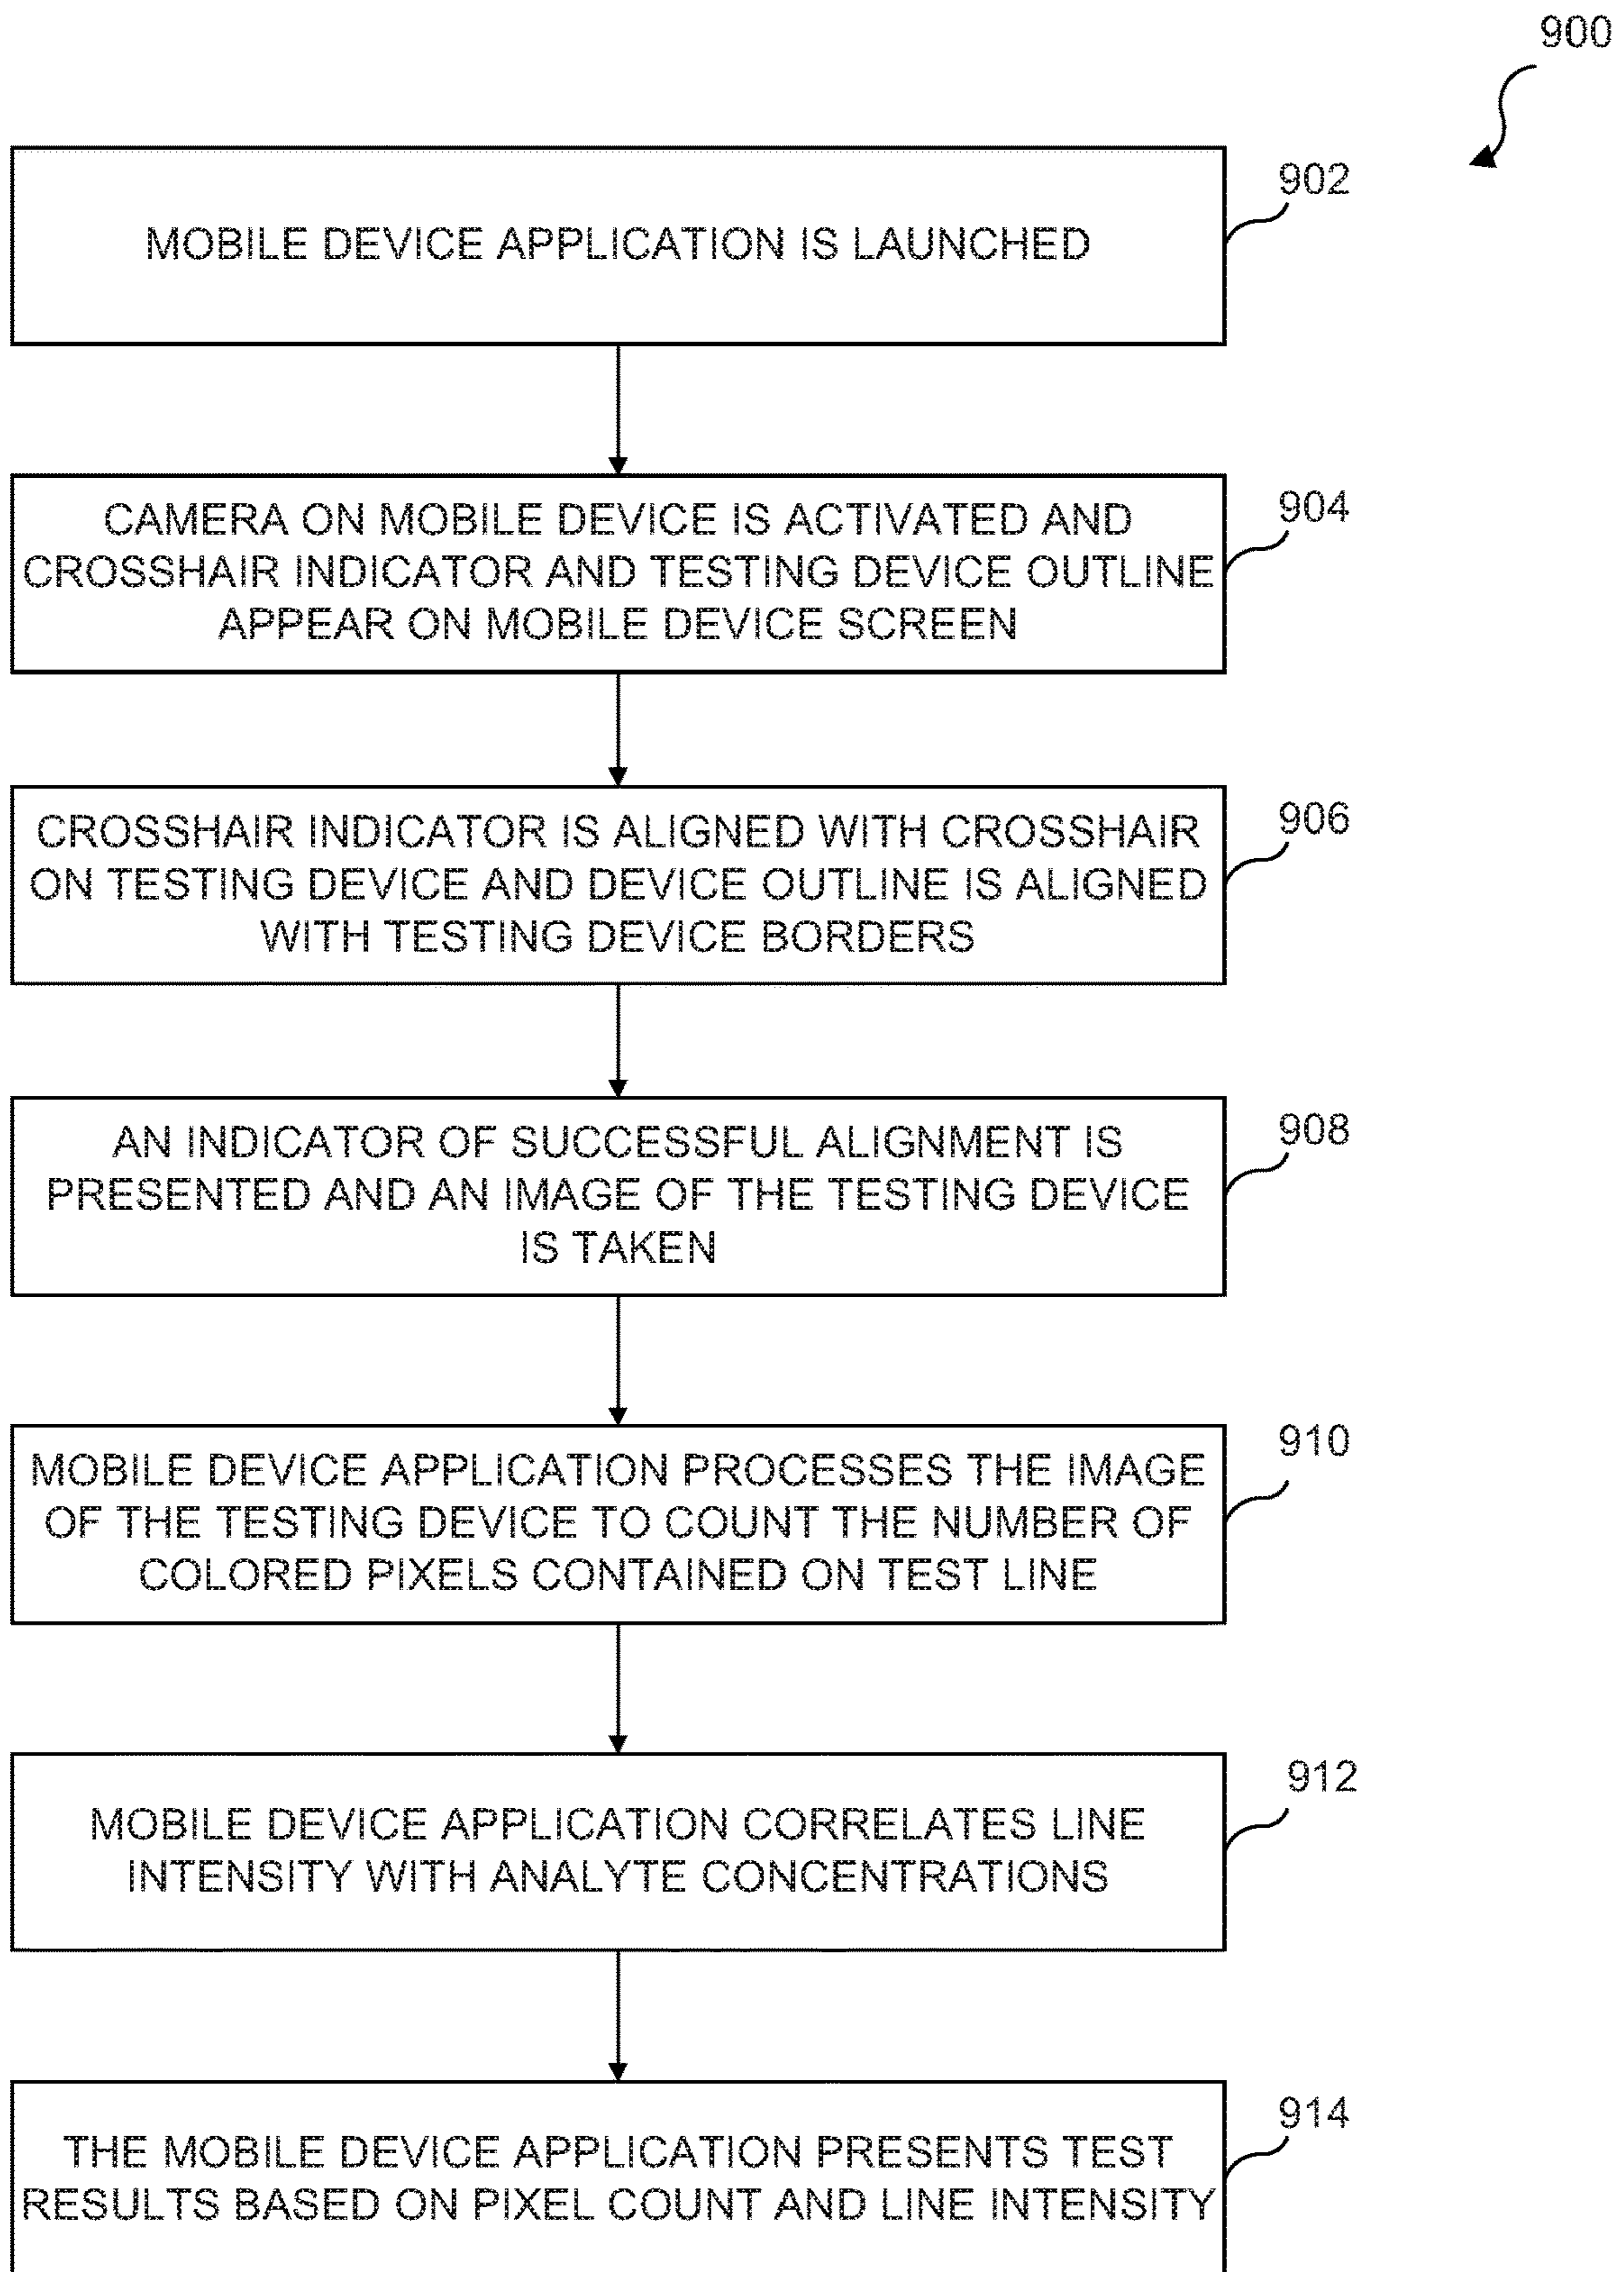 900
902
MOBILE DEVICE APPLICATION IS LAUNCHED
904
CAMERA ON MOBILE DEVICE IS ACTIVATED AND
CROSSHAIR INDICATOR AND TESTING DEVICE OUTLINE
APPEAR ON MOBILE DEVICE SCREEN
906
CROSSHAIR INDICATOR IS ALIGNED WITH CROSSHAIR
ON TESTING DEVICE AND DEVICE OUTLINE IS ALIGNED
WITH TESTING DEVICE BORDERS
908
AN INDICATOR OF SUCCESSFUL ALIGNMENT IS
PRESENTED AND AN IMAGE OF THE TESTING DEVICE
IS TAKEN
910
MOBILE DEVICE APPLICATION PROCESSES THE IMAGE
OF THE TESTING DEVICE TO COUNT THE NUMBER OF
COLORED PIXELS CONTAINED ON TEST LINE
912
MOBILE DEVICE APPLICATION CORRELATES LINE
INTENSITY WITH ANALYTE CONCENTRATIONS
914
THE MOBILE DEVICE APPLICATION PRESENTS TEST
RESULTS BASED ON PIXEL COUNT AND LINE INTENSITY